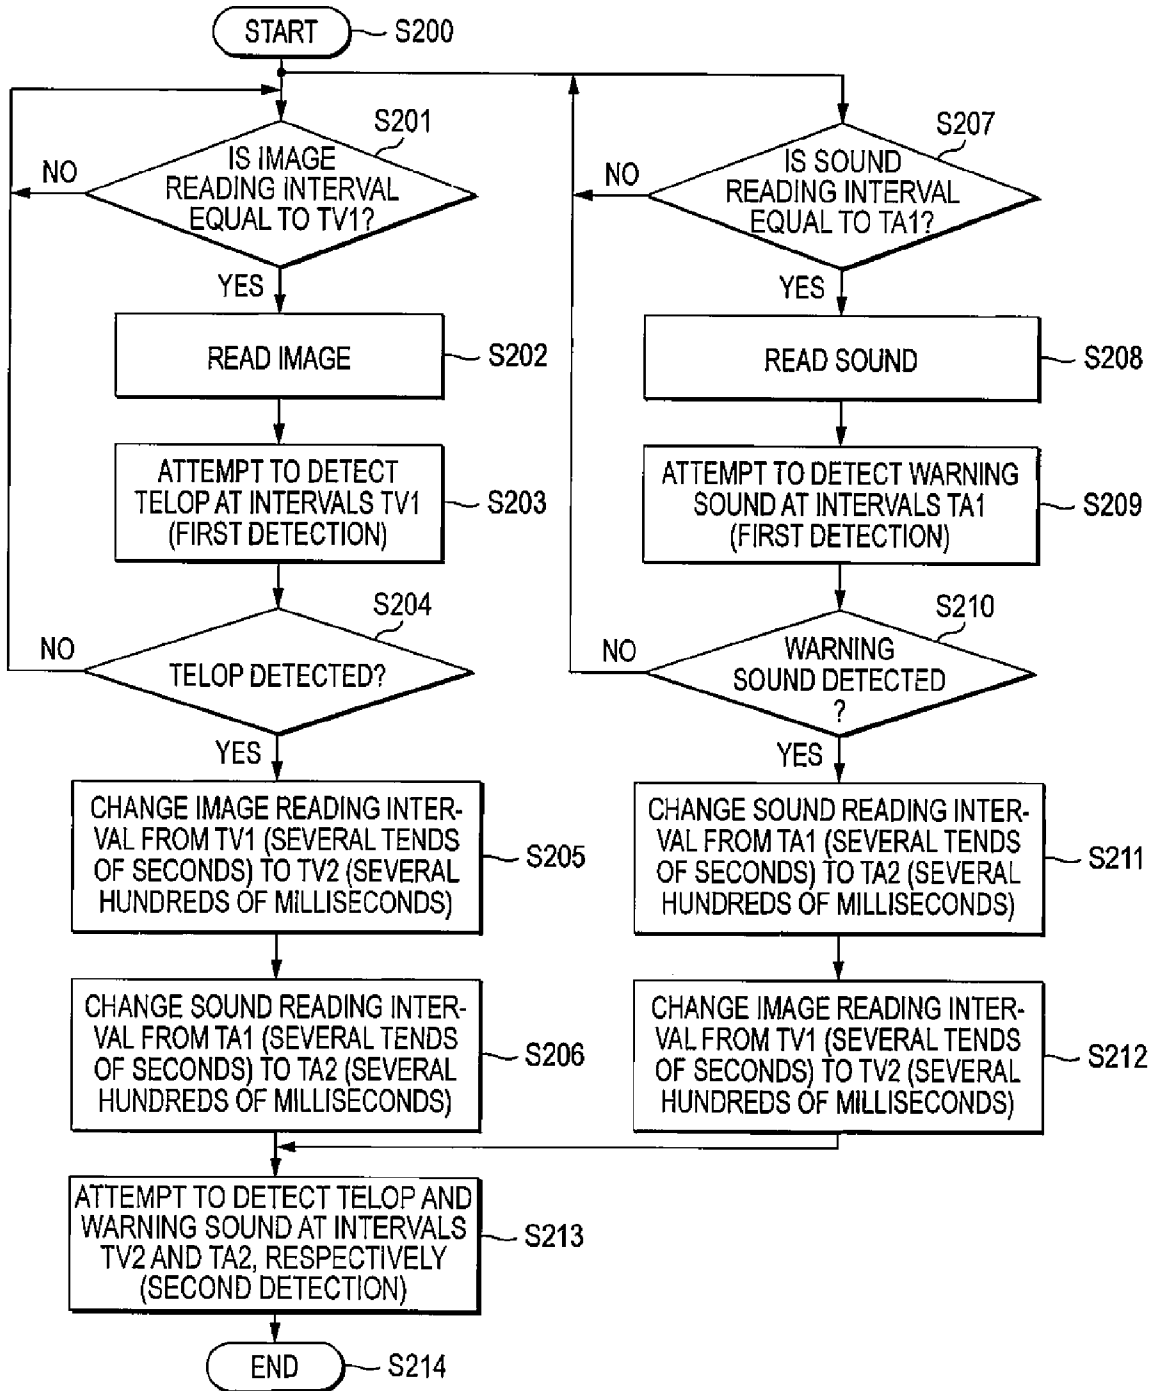 START
S200
S201
IS IMAGE
READING INTERVAL
EQUAL TO TV1?
NO
YES
READ IMAGE
S202
ATTEMPT TO DETECT
TELOP AT INTERVALS TV1
(FIRST DETECTION)
S203
S204
TELOP DETECTED?
NO
YES
CHANGE IMAGE READING INTER-
VAL FROM TV1 (SEVERAL TENDS
OF SECONDS) TO TV2 (SEVERAL
HUNDREDS OF MILLISECONDS)
S205
CHANGE SOUND READING INTER-
VAL FROM TA1 (SEVERAL TENDS
OF SECONDS) TO TA2 (SEVERAL
HUNDREDS OF MILLISECONDS)
S206
S207
IS SOUND
READING INTERVAL
EQUAL TO TA1?
NO
YES
READ SOUND
S208
ATTEMPT TO DETECT WARNING
SOUND AT INTERVALS TA1
(FIRST DETECTION)
S209
S210
WARNING
SOUND DETECTED
?
NO
YES
CHANGE SOUND READING INTER-
VAL FROM TA1 (SEVERAL TENDS
OF SECONDS) TO TA2 (SEVERAL
HUNDREDS OF MILLISECONDS)
S211
CHANGE IMAGE READING INTER-
VAL FROM TV1 (SEVERAL TENDS
OF SECONDS) TO TV2 (SEVERAL
HUNDREDS OF MILLISECONDS)
S212
ATTEMPT TO DETECT TELOP AND
WARNING SOUND AT INTERVALS
TV2 AND TA2, RESPECTIVELY
(SECOND DETECTION)
S213
END
S214